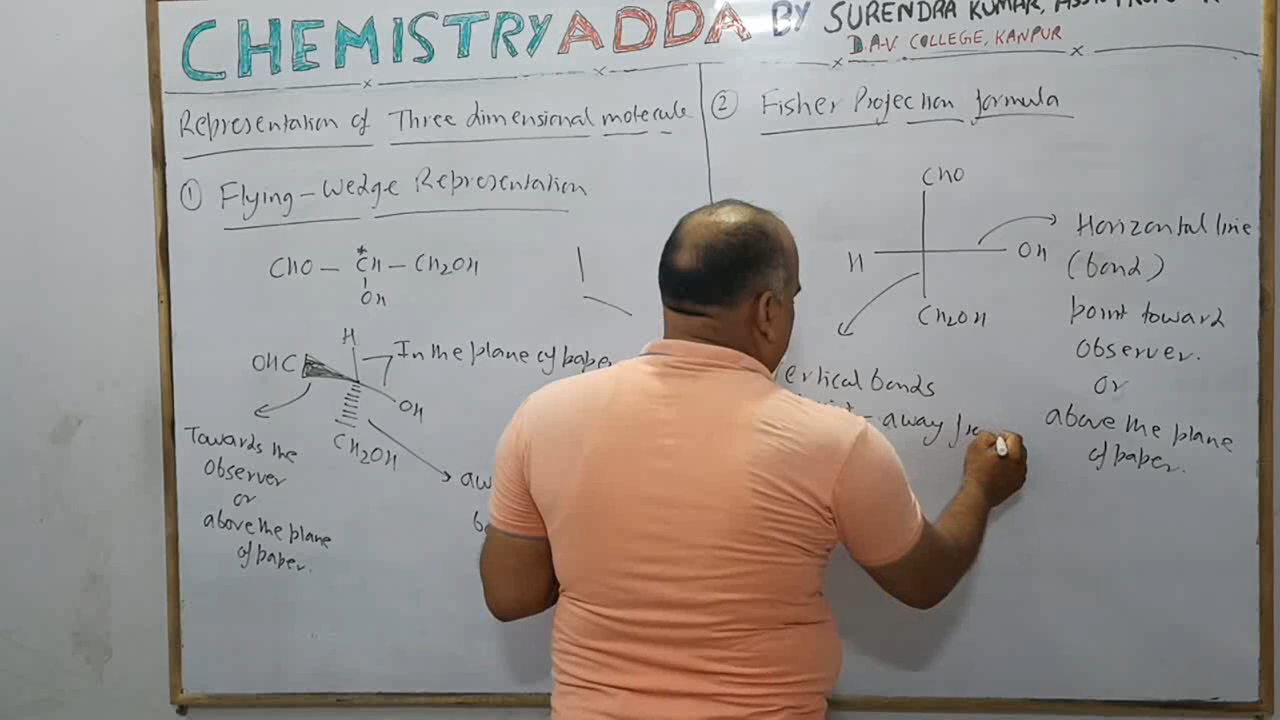 CHEMISTRY ADDA BY SURENDRA KUMAR,
D.A-V COLLEGE, KANPUR
Representation of Three dimensional molecule
① Flying-Wedge Representation
CHO — *CH — CH2OH
OH
H
OHC
OH
CH2OH
In the plane of pape
Towards the
observer
or
above the plane
of paper.
aw
② Fisher Projection formula
CHO
H
OH
CH2OH
Horizontal line
(bond)
point toward
observer.
or
above the plane
of paper.
ertical bonds
away